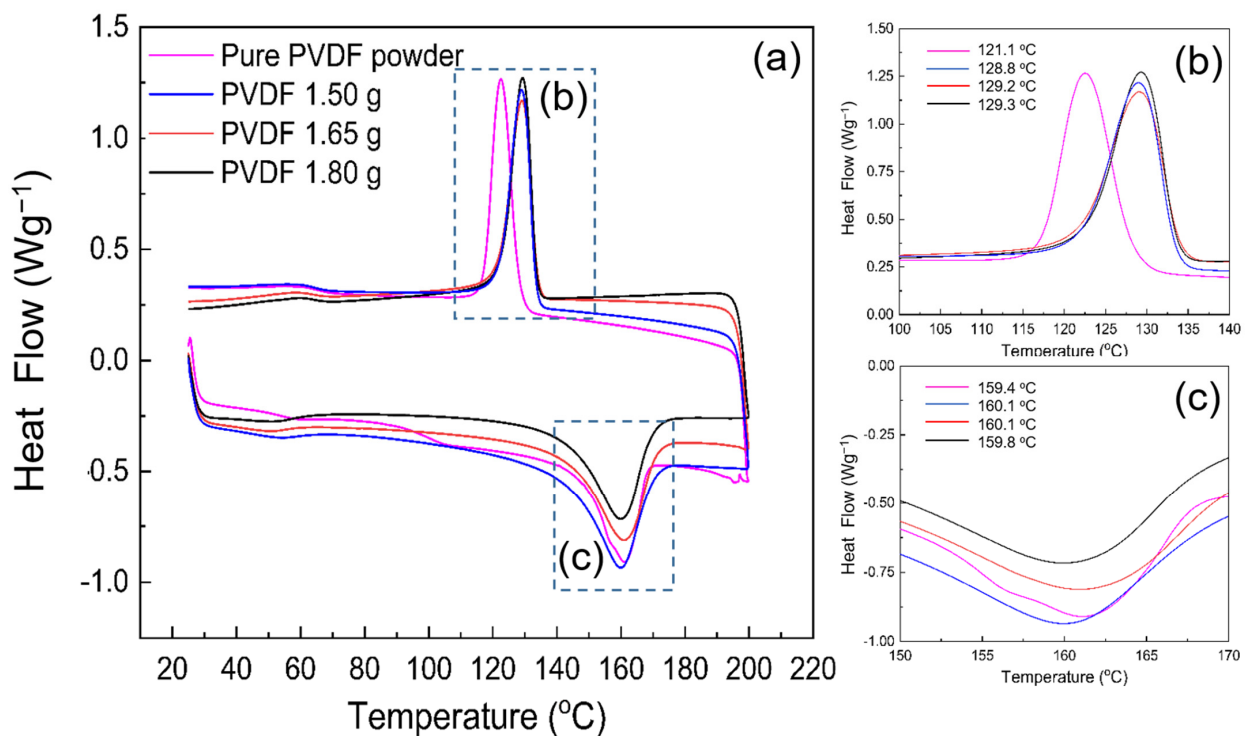 (a)
Pure PVDF powder
PVDF 1.50 g
PVDF 1.65 g
PVDF 1.80 g
(b)
(c)
1.5
1.0
0.5
0.0
-0.5
-1.0
Heat Flow (Wg⁻¹)
20 40 60 80 100 120 140 160 180 200 220
Temperature (°C)
(b)
121.1 ºC
128.8 ºC
129.2 ºC
129.3 ºC
1.50
1.25
1.00
0.75
0.50
0.25
0.00
Heat Flow (Wg⁻¹)
100 105 110 115 120 125 130 135 140
Temperature (°C)
(c)
159.4 ºC
160.1 ºC
160.1 ºC
159.8 ºC
0.00
-0.25
-0.50
-0.75
-1.00
Heat Flow (Wg⁻¹)
150 155 160 165 170
Temperature (°C)